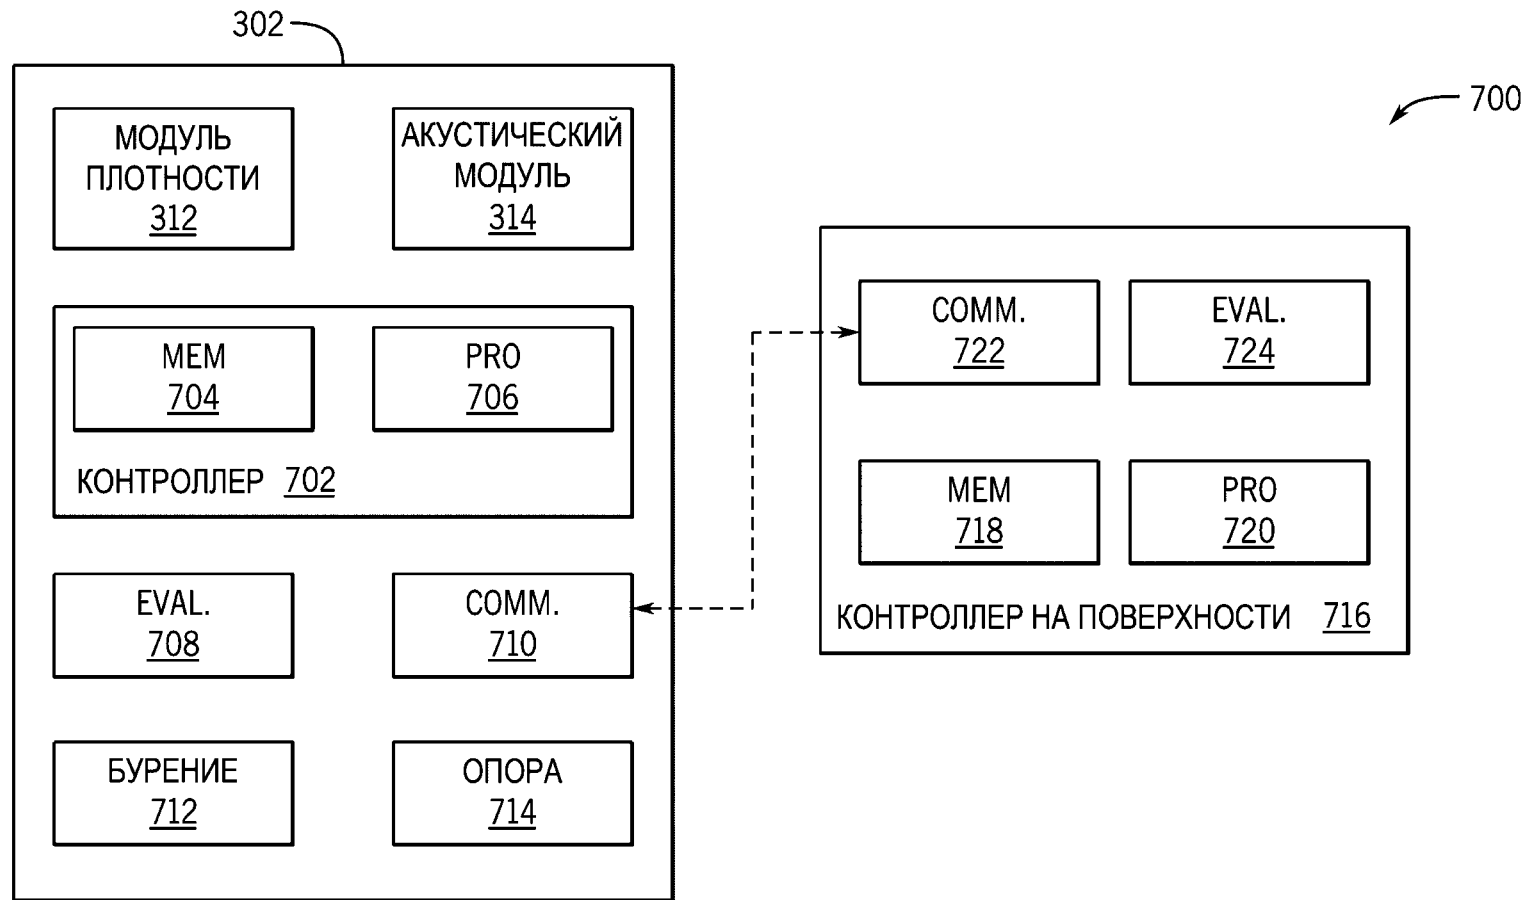 302
700
МОДУЛЬ
ПЛОТНОСТИ
312
АКУСТИЧЕСКИЙ
МОДУЛЬ
314
MEM
704
PRO
706
КОНТРОЛЛЕР 702
EVAL.
708
COMM.
710
БУРЕНИЕ
712
ОПОРА
714
COMM.
722
EVAL.
724
MEM
718
PRO
720
КОНТРОЛЛЕР НА ПОВЕРХНОСТИ 716